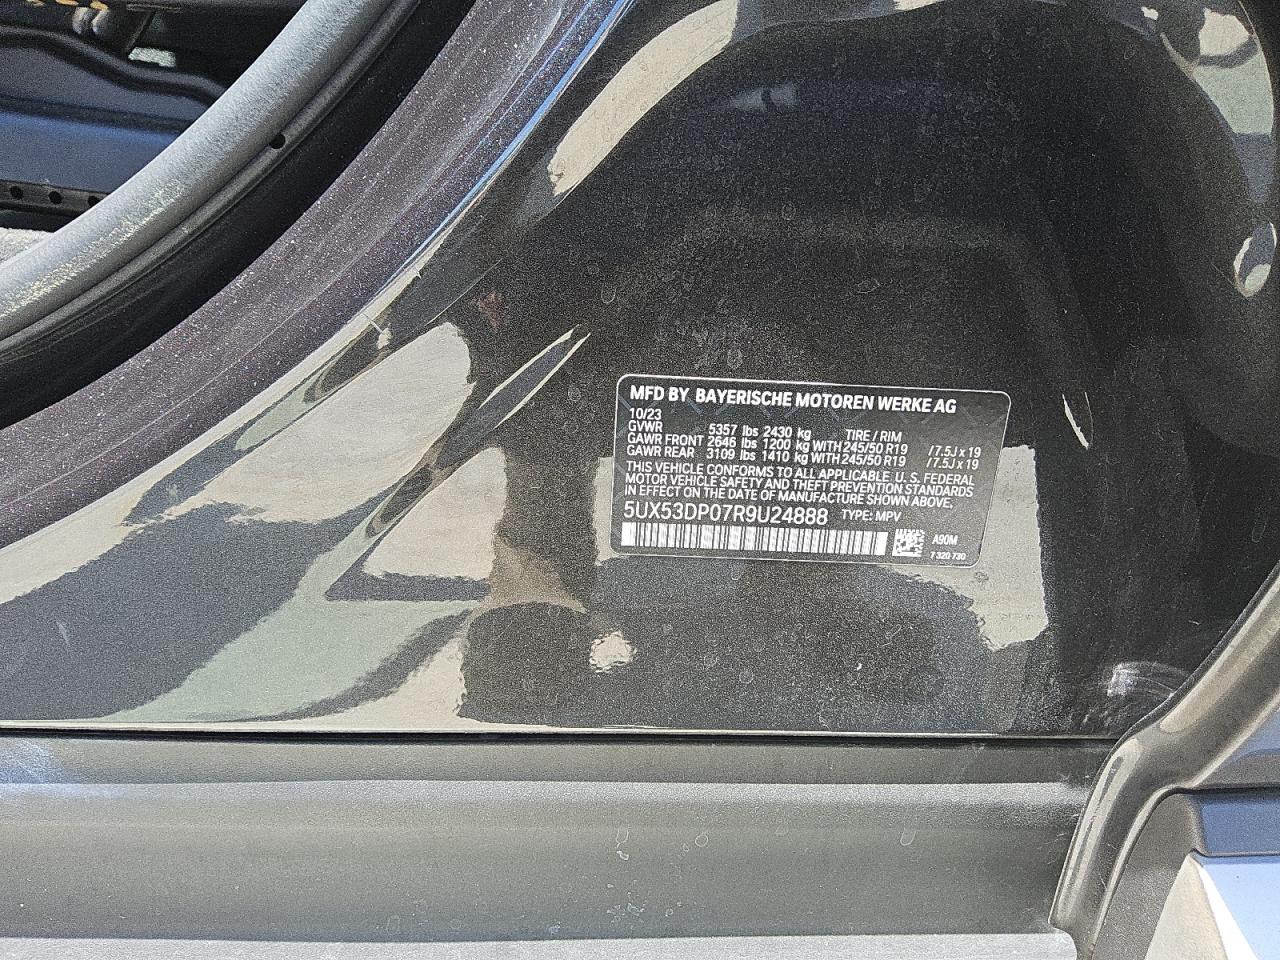 MFD BY BAYERISCHE MOTOREN WERKE AG
10/23
GVWR 5357 lbs 2430 kg TIRE / RIM
GAWR FRONT 2646 lbs 1200 kg WITH 245/50 R19 /7.5J x 19
GAWR REAR 3109 lbs 1410 kg WITH 245/50 R19 /7.5J x 19
THIS VEHICLE CONFORMS TO ALL APPLICABLE U. S. FEDERAL
MOTOR VEHICLE SAFETY AND THEFT PREVENTION STANDARDS
IN EFFECT ON THE DATE OF MANUFACTURE SHOWN ABOVE.
5UX53DP07R9U24888 TYPE: MPV
A90M
7 320 730